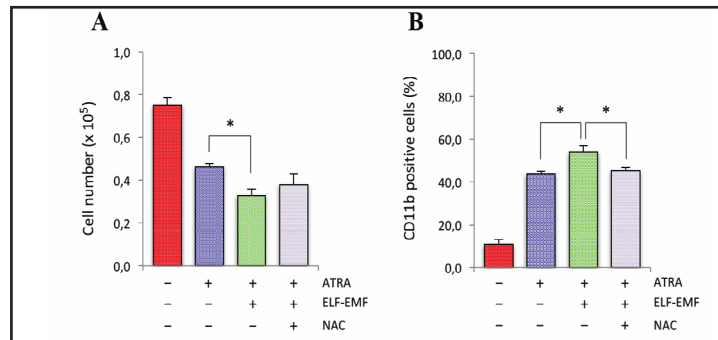 A
Cell number (x 10⁵)
1,0
0,8
0,6
0,4
0,2
0,0
*
– + + + ATRA
– – + + ELF-EMF
– – – + NAC
B
CD11b positive cells (%)
100,0
80,0
60,0
40,0
20,0
0,0
* *
– + + + ATRA
– – + + ELF-EMF
– – – + NAC